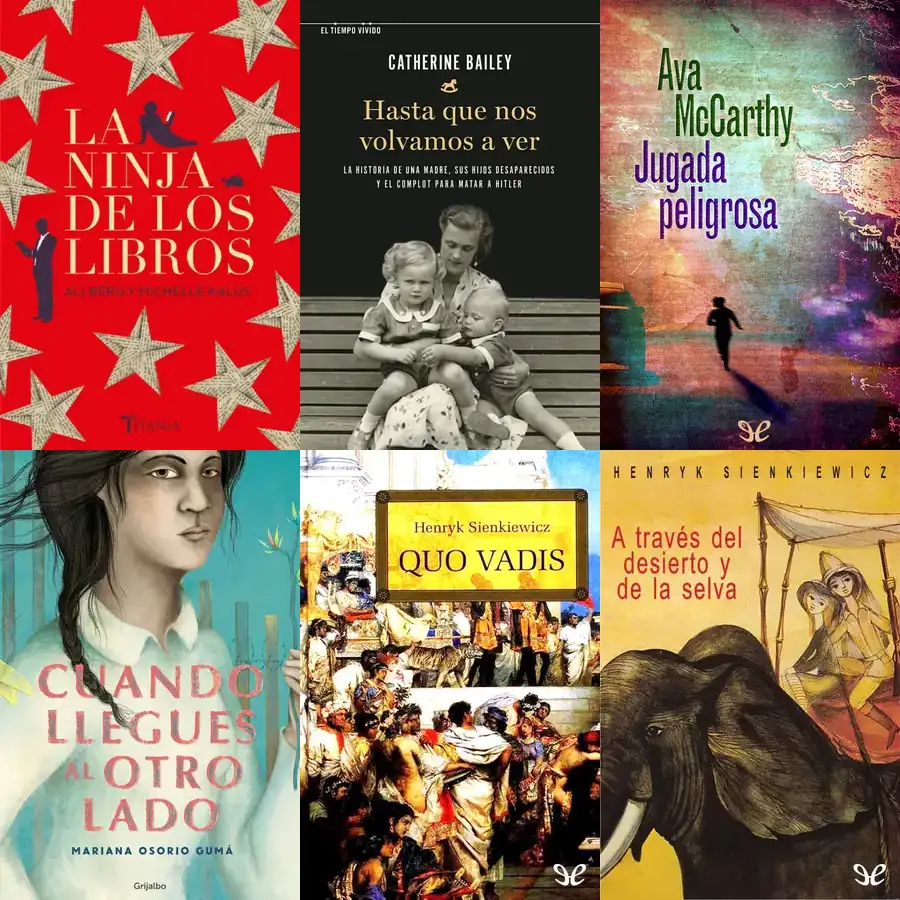 LA
NINJA
DE LOS
LIBROS
ALI BERG Y MICHELLE KALUS
TITANIA
EL TIEMPO VIVIDO
CATHERINE BAILEY
Hasta que nos
volvamos a ver
LA HISTORIA DE UNA MADRE, SUS HIJOS DESAPARECIDOS
Y EL COMPLOT PARA MATAR A HITLER
Ava
McCarthy
Jugada
peligrosa
CUANDO
LLEGUES
AL OTRO
LADO
MARIANA OSORIO GUMÁ
Grijalbo
Henryk Sienkiewicz
QUO VADIS
HENRYK SIENKIEWICZ
A través del
desierto y
de la selva